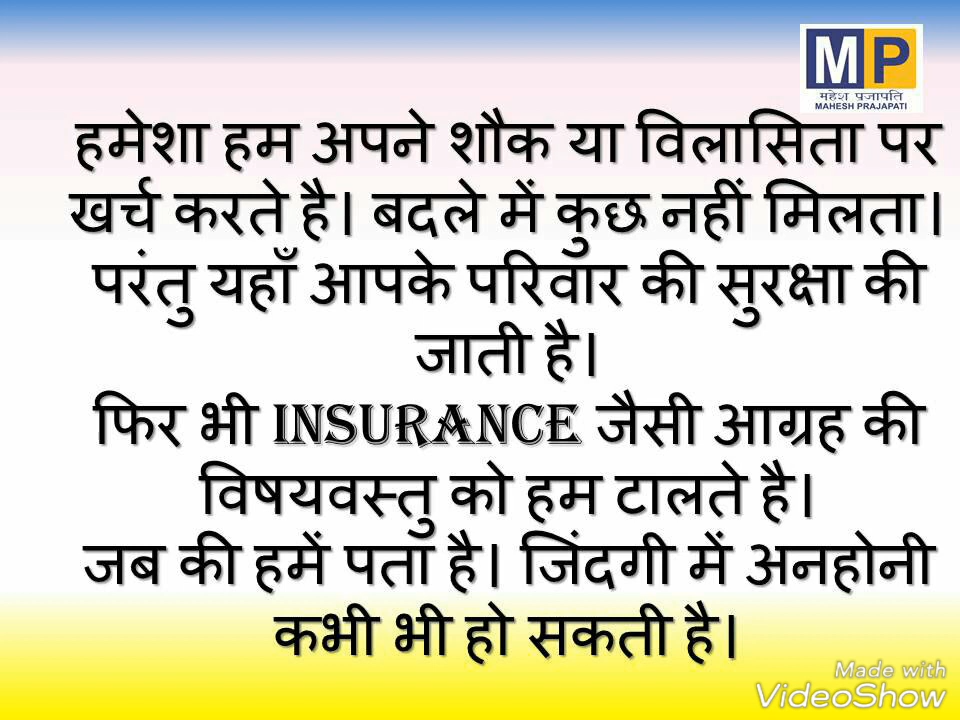 MP
महेश प्रजापति
MAHESH PRAJAPATI
हमेशा हम अपने शौक या विलासिता पर
खर्च करते है। बदले में कुछ नहीं मिलता।
परंतु यहाँ आपके परिवार की सुरक्षा की
जाती है।
फिर भी INSURANCE जैसी आग्रह की
विषयवस्तु को हम टालते है।
जब की हमें पता है। जिंदगी में अनहोनी
कभी भी हो सकती है।
Made with
VideoShow